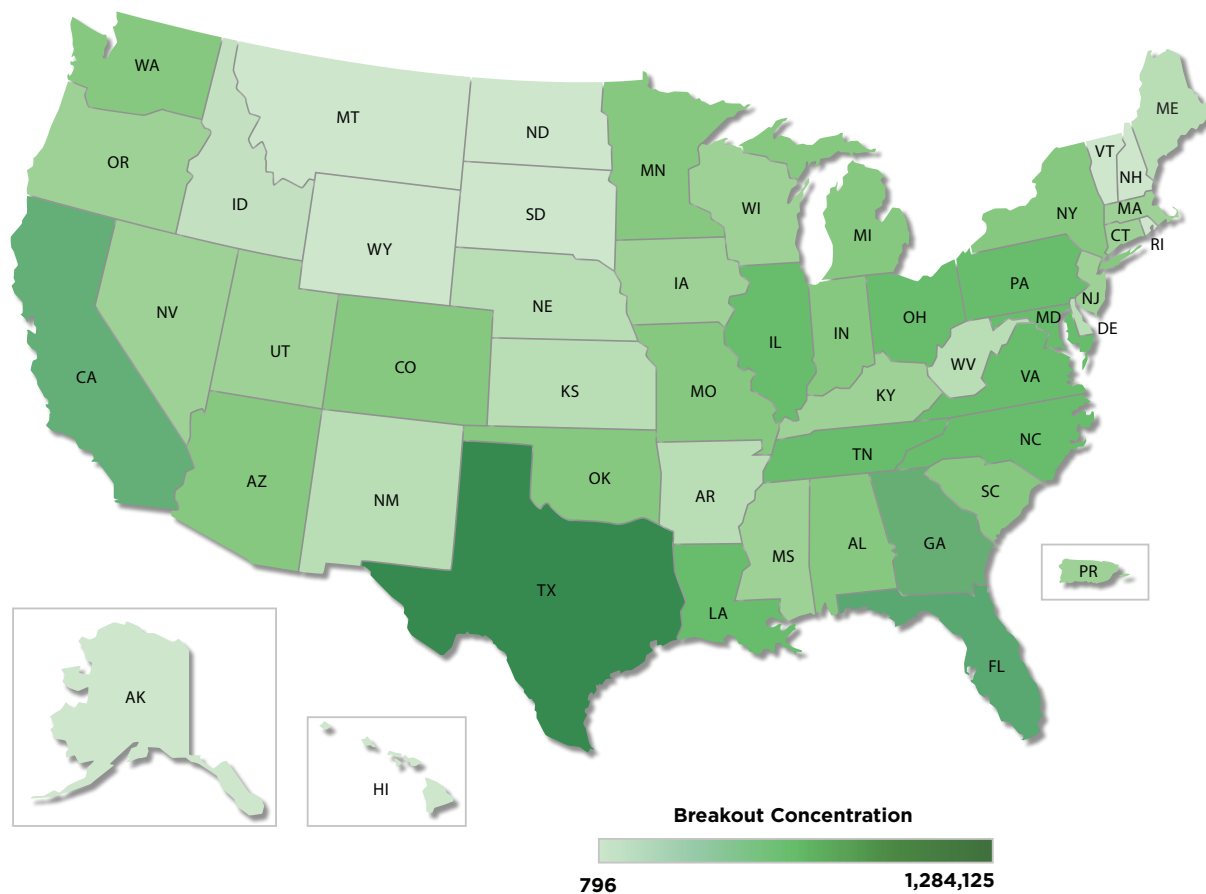 WA
MT
ND
MN
ME
VT
NH
OR
ID
SD
WI
MI
NY
MA
CT
RI
WY
NV
UT
CO
NE
IA
IL
IN
OH
PA
NJ
MD
DE
CA
KS
MO
KY
WV
VA
AZ
NM
OK
AR
TN
NC
SC
TX
LA
MS
AL
GA
FL
PR
AK
HI
Breakout Concentration
796
1,284,125